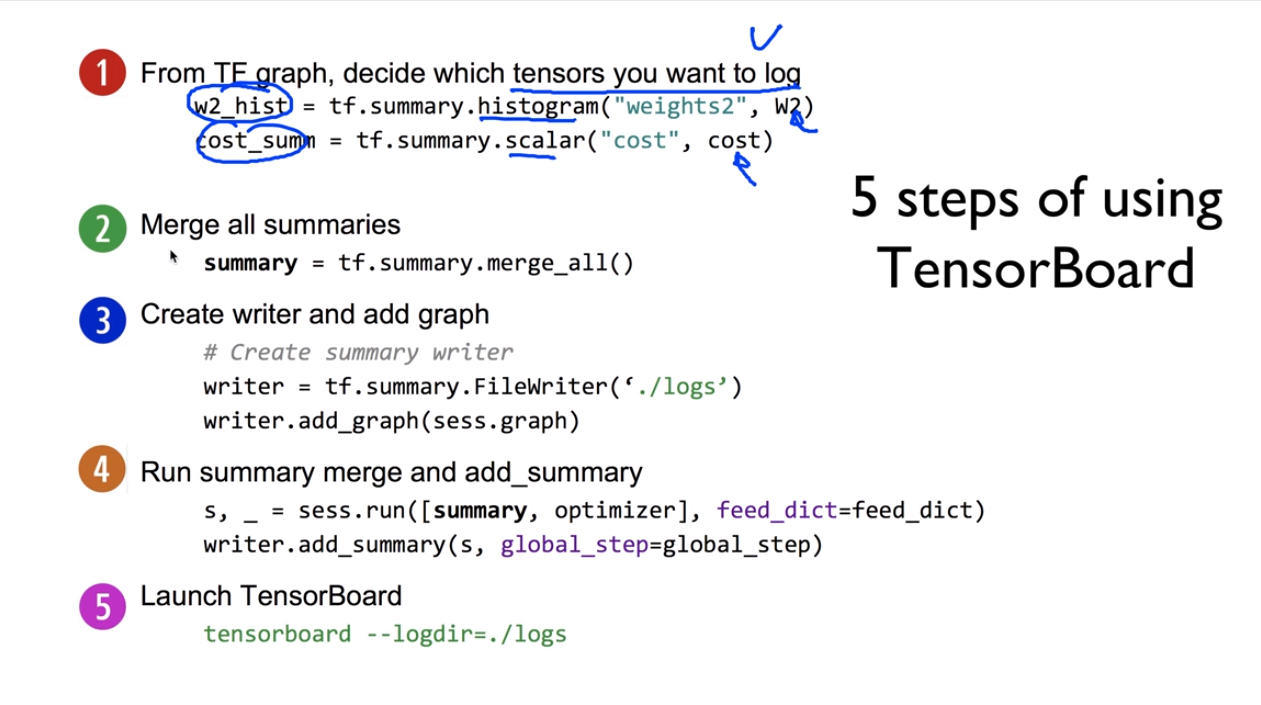 1 From TF graph, decide which tensors you want to log
w2_hist = tf.summary.histogram("weights2", W2)
cost_summ = tf.summary.scalar("cost", cost)
5 steps of using
TensorBoard
2 Merge all summaries
summary = tf.summary.merge_all()
3 Create writer and add graph
# Create summary writer
writer = tf.summary.FileWriter(‘./logs’)
writer.add_graph(sess.graph)
4 Run summary merge and add_summary
s, _ = sess.run([summary, optimizer], feed_dict=feed_dict)
writer.add_summary(s, global_step=global_step)
5 Launch TensorBoard
tensorboard --logdir=./logs